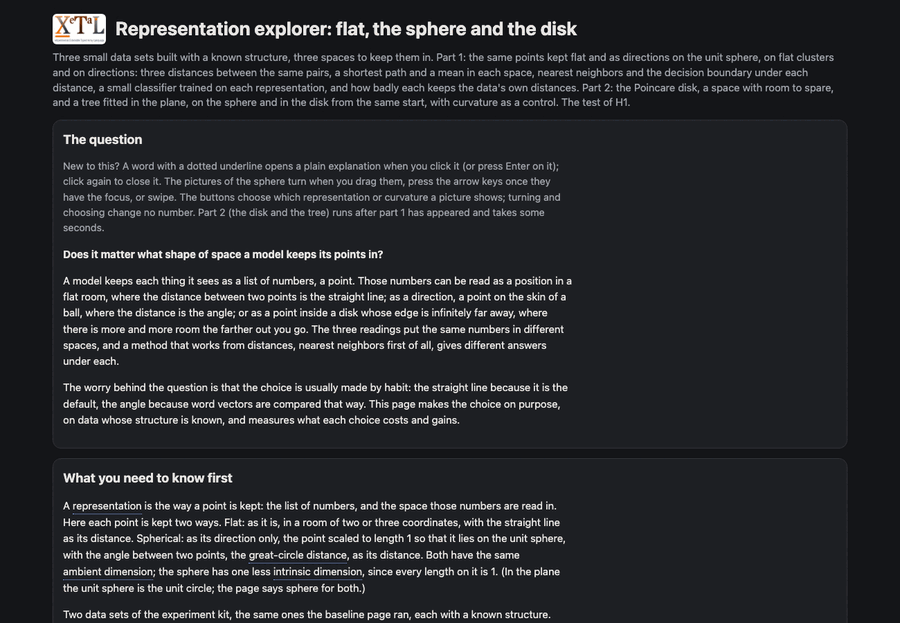 XeTaL
Representation explorer: flat, the sphere and the disk
Three small data sets built with a known structure, three spaces to keep them in. Part 1: the same points kept flat and as directions on the unit sphere, on flat clusters
and on directions: three distances between the same pairs, a shortest path and a mean in each space, nearest neighbors and the decision boundary under each
distance, a small classifier trained on each representation, and how badly each keeps the data's own distances. Part 2: the Poincare disk, a space with room to spare,
and a tree fitted in the plane, on the sphere and in the disk from the same start, with curvature as a control. The test of H1.
The question
New to this? A word with a dotted underline opens a plain explanation when you click it (or press Enter on it);
click again to close it. The pictures of the sphere turn when you drag them, press the arrow keys once they
have the focus, or swipe. The buttons choose which representation or curvature a picture shows; turning and
choosing change no number. Part 2 (the disk and the tree) runs after part 1 has appeared and takes some
seconds.
Does it matter what shape of space a model keeps its points in?
A model keeps each thing it sees as a list of numbers, a point. Those numbers can be read as a position in a
flat room, where the distance between two points is the straight line; as a direction, a point on the skin of a
ball, where the distance is the angle; or as a point inside a disk whose edge is infinitely far away, where
there is more and more room the farther out you go. The three readings put the same numbers in different
spaces, and a method that works from distances, nearest neighbors first of all, gives different answers
under each.
The worry behind the question is that the choice is usually made by habit: the straight line because it is the
default, the angle because word vectors are compared that way. This page makes the choice on purpose,
on data whose structure is known, and measures what each choice costs and gains.
What you need to know first
A representation is the way a point is kept: the list of numbers, and the space those numbers are read in.
Here each point is kept two ways. Flat: as it is, in a room of two or three coordinates, with the straight line
as its distance. Spherical: as its direction only, the point scaled to length 1 so that it lies on the unit sphere,
with the angle between two points, the great-circle distance, as its distance. Both have the same
ambient dimension; the sphere has one less intrinsic dimension, since every length on it is 1. (In the plane
the unit sphere is the unit circle; the page says sphere for both.)
Two data sets of the experiment kit, the same ones the baseline page ran, each with a known structure.